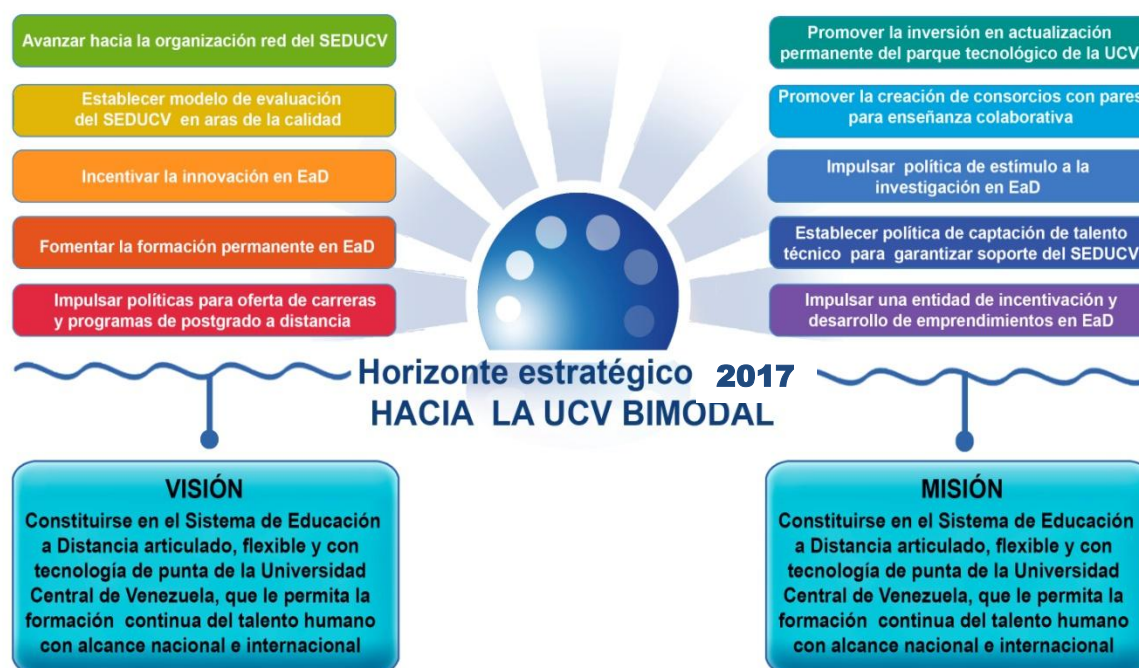 Avanzar hacia la organización red del SEDUCV
Establecer modelo de evaluación
del SEDUCV en aras de la calidad
Incentivar la innovación en EaD
Fomentar la formación permanente en EaD
Impulsar políticas para oferta de carreras
y programas de postgrado a distancia
Promover la inversión en actualización
permanente del parque tecnológico de la UCV
Promover la creación de consorcios con pares
para enseñanza colaborativa
Impulsar política de estímulo a la
investigación en EaD
Establecer política de captación de talento
técnico para garantizar soporte del SEDUCV
Impulsar una entidad de incentivación y
desarrollo de emprendimientos en EaD
Horizonte estratégico 2017
HACIA LA UCV BIMODAL
VISIÓN
Constituirse en el Sistema de Educación
a Distancia articulado, flexible y con
tecnología de punta de la Universidad
Central de Venezuela, que le permita la
formación continua del talento humano
con alcance nacional e internacional
MISIÓN
Constituirse en el Sistema de Educación
a Distancia articulado, flexible y con
tecnología de punta de la Universidad
Central de Venezuela, que le permita la
formación continua del talento humano
con alcance nacional e internacional